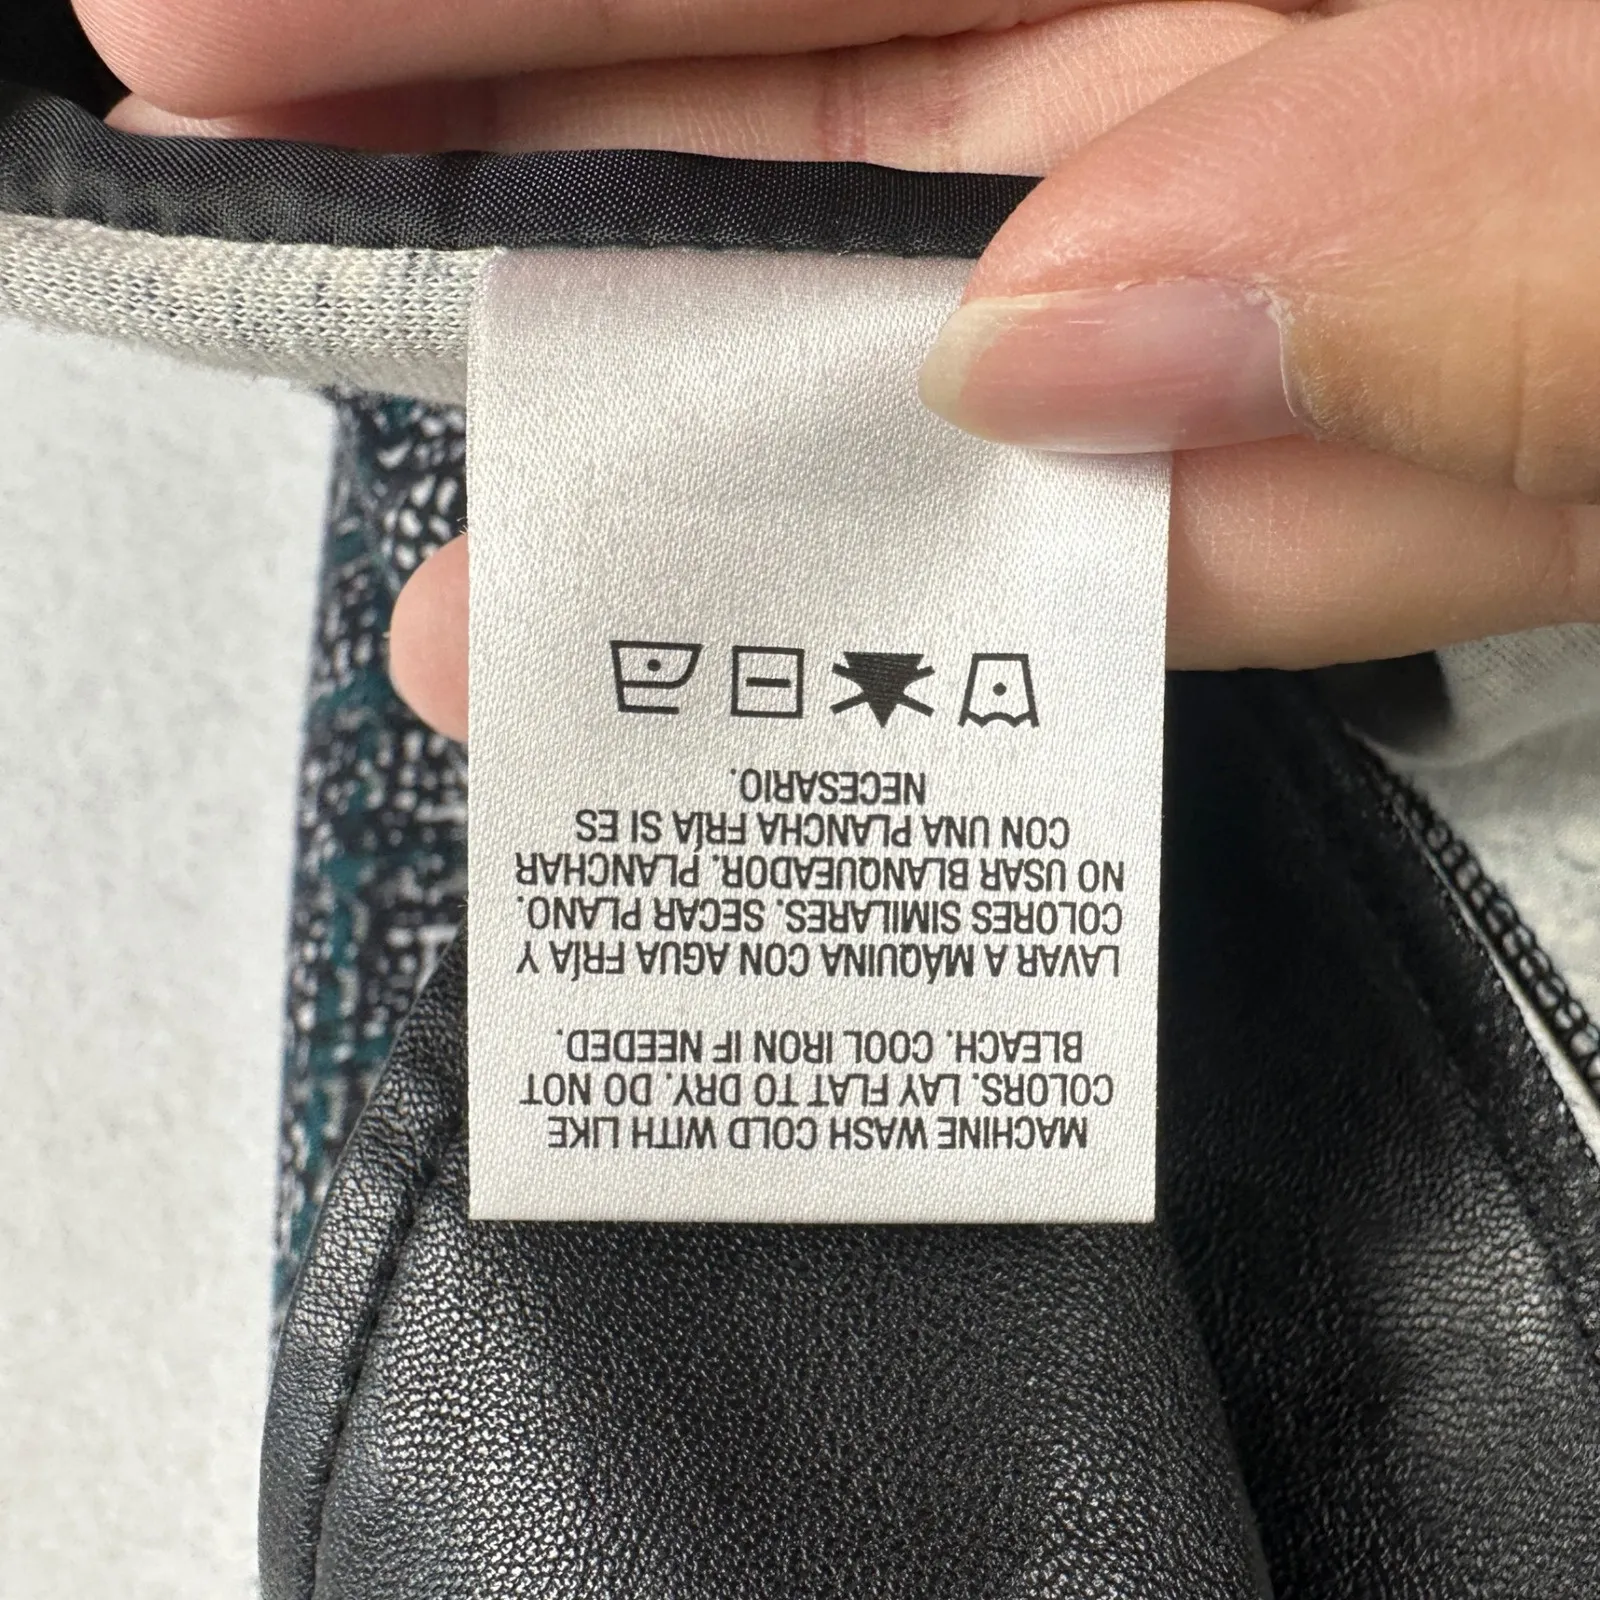 MACHINE WASH COLD WITH LIKE
COLORS. LAY FLAT TO DRY. DO NOT
BLEACH. COOL IRON IF NEEDED.
LAVAR A MÁQUINA CON AGUA FRÍA Y
COLORES SIMILARES. SECAR PLANO.
NO USAR BLANQUEADOR. PLANCHAR
CON UNA PLANCHA FRÍA SI ES
NECESARIO.